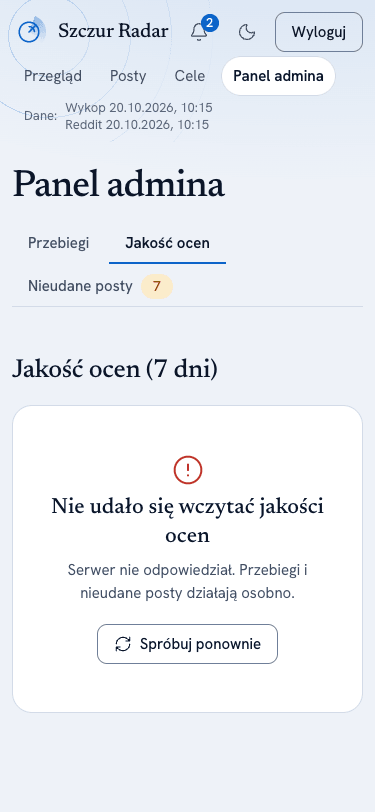 Szczur Radar
2
Wyloguj
Przegląd Posty Cele Panel admina
Dane: Wykop 20.10.2026, 10:15
Reddit 20.10.2026, 10:15
Panel admina
Przebiegi Jakość ocen
Nieudane posty 7
Jakość ocen (7 dni)
Nie udało się wczytać jakości
ocen
Serwer nie odpowiedział. Przebiegi i
nieudane posty działają osobno.
Spróbuj ponownie